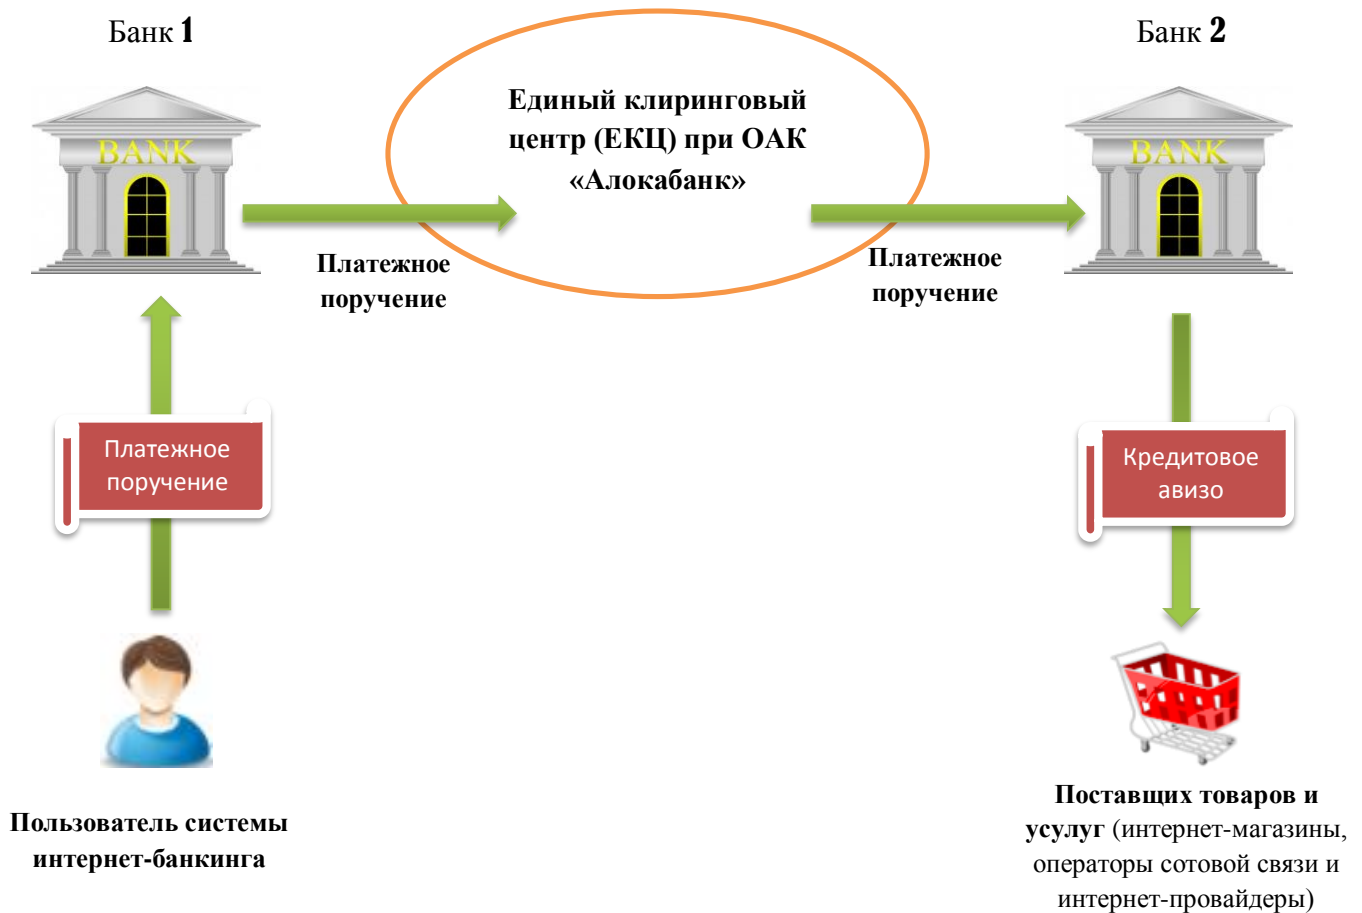 Банк 1
Банк 2
Единый клиринговый
центр (ЕКЦ) при ОАК
«Алокабанк»
BANK
BANK
Платежное
поручение
Платежное
поручение
Платежное
поручение
Кредитовое
авизо
Пользователь системы
интернет-банкинга
Поставщих товаров и
усулуг (интернет-магазины,
операторы сотовой связи и
интернет-провайдеры)